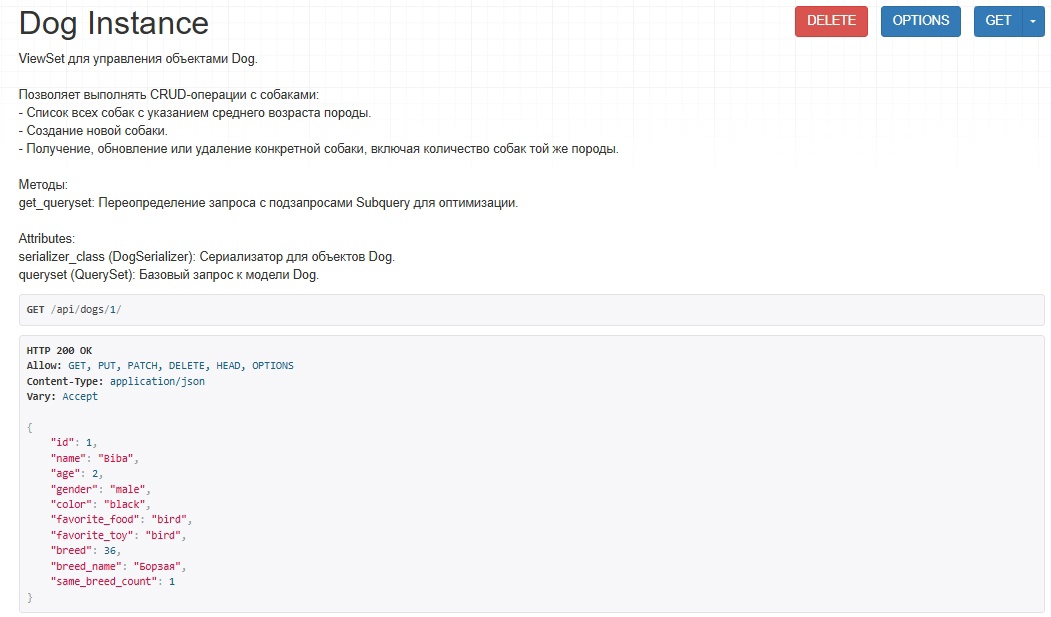 Dog Instance
DELETE
OPTIONS
GET
ViewSet для управления объектами Dog.
Позволяет выполнять CRUD-операции с собаками:
- Список всех собак с указанием среднего возраста породы.
- Создание новой собаки.
- Получение, обновление или удаление конкретной собаки, включая количество собак той же породы.
Методы:
get_queryset: Переопределение запроса с подзапросами Subquery для оптимизации.
Attributes:
serializer_class (DogSerializer): Сериализатор для объектов Dog.
queryset (QuerySet): Базовый запрос к модели Dog.
GET /api/dogs/1/
HTTP 200 OK
Allow: GET, PUT, PATCH, DELETE, HEAD, OPTIONS
Content-Type: application/json
Vary: Accept
{
"id": 1,
"name": "Biba",
"age": 2,
"gender": "male",
"color": "black",
"favorite_food": "bird",
"favorite_toy": "bird",
"breed": 36,
"breed_name": "Борзая",
"same_breed_count": 1
}